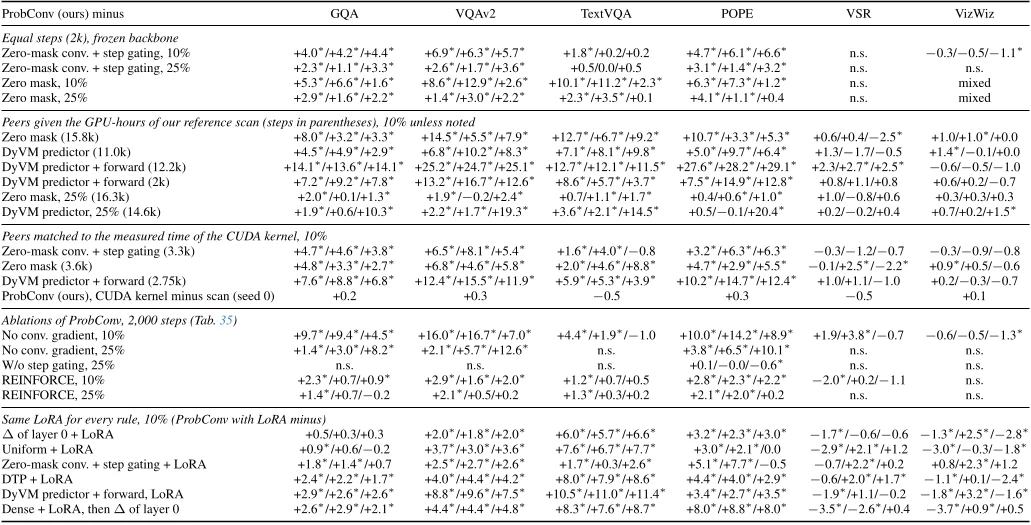 ProbConv (ours) minus GQA VQAv2 TextVQA POPE VSR VizWiz
Equal steps (2k), frozen backbone
Zero-mask conv. + step gating, 10% +4.0*/+4.2*/+4.4* +6.9*/+6.3*/+5.7* +1.8*/+0.2/+0.2 +4.7*/+6.1*/+6.6* n.s. −0.3/−0.5/−1.1*
Zero-mask conv. + step gating, 25% +2.3*/+1.1*/+3.3* +2.6*/+1.7*/+3.6* +0.5/0.0/+0.5 +3.1*/+1.4*/+3.2* n.s. n.s.
Zero mask, 10% +5.3*/+6.6*/+1.6* +8.6*/+12.9*/+2.6* +10.1*/+11.2*/+2.3* +6.3*/+7.3*/+1.2* n.s. mixed
Zero mask, 25% +2.9*/+1.6*/+2.2* +1.4*/+3.0*/+2.2* +2.3*/+3.5*/+0.1 +4.1*/+1.1*/+0.4 n.s. mixed
Peers given the GPU-hours of our reference scan (steps in parentheses), 10% unless noted
Zero mask (15.8k) +8.0*/+3.2*/+3.3* +14.5*/+5.5*/+7.9* +12.7*/+6.7*/+9.2* +10.7*/+3.3*/+5.3* +0.6/+0.4/−2.5* +1.0/+1.0*/+0.0
DyVM predictor (11.0k) +4.5*/+4.9*/+2.9* +6.8*/+10.2*/+8.3* +7.1*/+8.1*/+9.8* +5.0*/+9.7*/+6.4* +1.3/−1.7/−0.5 +1.4*/−0.1/+0.0
DyVM predictor + forward (12.2k) +14.1*/+13.6*/+14.1* +25.2*/+24.7*/+25.1* +12.7*/+12.1*/+11.5* +27.6*/+28.2*/+29.1* +2.3/+2.7*/+2.5* −0.6/−0.5/−1.0
DyVM predictor + forward (2k) +7.2*/+9.2*/+7.8* +13.2*/+16.7*/+12.6* +8.6*/+5.7*/+3.7* +7.5*/+14.9*/+12.8* +0.8/+1.1/+0.8 +0.6/+0.2/−0.7
Zero mask, 25% (16.3k) +2.0*/+0.1/+1.3* +1.9*/−0.2/+2.4* +0.7/+1.1*/+1.7* +0.4/+0.6*/+1.0* +1.0/−0.8/+0.6 +0.3/+0.3/+0.3
DyVM predictor, 25% (14.6k) +1.9*/+0.6/+10.3* +2.2*/+1.7*/+19.3* +3.6*/+2.1*/+14.5* +0.5/−0.1/+20.4* +0.2/−0.2/+0.4 +0.7/+0.2/+1.5*
Peers matched to the measured time of the CUDA kernel, 10%
Zero-mask conv. + step gating (3.3k) +4.7*/+4.6*/+3.8* +6.5*/+8.1*/+5.4* +1.6*/+4.0*/−0.8 +3.2*/+6.3*/+6.3* −0.3/−1.2/−0.7 −0.3/−0.9/−0.8
Zero mask (3.6k) +4.8*/+3.3*/+2.7* +6.8*/+4.6*/+5.8* +2.0*/+4.6*/+8.8* +4.7*/+2.9*/+5.5* −0.1/+2.5*/−2.2* +0.9*/+0.5/−0.6
DyVM predictor + forward (2.75k) +7.6*/+8.8*/+6.8* +12.4*/+15.5*/+11.9* +5.9*/+5.3*/+3.9* +10.2*/+14.7*/+12.4* +1.0/+1.1/−1.0 +0.2/−0.3/−0.7
ProbConv (ours), CUDA kernel minus scan (seed 0) +0.2 +0.3 −0.5 +0.3 −0.5 +0.1
Ablations of ProbConv, 2,000 steps (Tab. 35)
No conv. gradient, 10% +9.7*/+9.4*/+4.5* +16.0*/+16.7*/+7.0* +4.4*/+1.9*/−1.0 +10.0*/+14.2*/+8.9* +1.9/+3.8*/−0.7 −0.6/−0.5/−1.3*
No conv. gradient, 25% +1.4*/+3.0*/+8.2* +2.1*/+5.7*/+12.6* n.s. +3.8*/+6.5*/+10.1* n.s. n.s.
W/o step gating, 25% n.s. n.s. n.s. +0.1/−0.0/−0.6* n.s. n.s.
REINFORCE, 10% +2.3*/+0.7/+0.9* +2.9*/+1.6*/+2.0* +1.2*/+0.7/+0.5 +2.8*/+2.3*/+2.2* −2.0*/+0.2/−1.1 n.s.
REINFORCE, 25% +1.4*/+0.7/−0.2 +2.1*/+0.5/+0.2 +1.3*/+0.3/+0.2 +2.1*/+2.0*/+0.2 n.s. n.s.
Same LoRA for every rule, 10% (ProbConv with LoRA minus)
Δ of layer 0 + LoRA +0.5/+0.3/+0.3 +2.0*/+1.8*/+2.0* +6.0*/+5.7*/+6.6* +3.2*/+2.3*/+3.0* −1.7*/−0.6/−0.6 −1.3*/+2.5*/−2.8*
Uniform + LoRA +0.9*/+0.6/−0.2 +3.7*/+3.0*/+3.6* +7.6*/+6.7*/+7.7* +3.0*/+2.1*/0.0 −2.9*/+2.1*/+1.2 −3.0*/−0.3/−1.8*
Zero-mask conv. + step gating + LoRA +1.8*/+1.4*/+0.7 +2.5*/+2.7*/+2.6* +1.7*/+0.3/+2.6* +5.1*/+7.7*/−0.5 −0.7/+2.2*/+0.2 +0.8/+2.3*/+1.2
DTP + LoRA +2.4*/+2.2*/+1.7* +4.0*/+4.4*/+4.2* +8.0*/+7.9*/+8.6* +4.4*/+4.0*/+2.9* −0.6/+2.0*/+1.7* −1.1*/+0.1/−2.4*
DyVM predictor + forward, LoRA +2.9*/+2.6*/+2.6* +8.8*/+9.6*/+7.5* +10.5*/+11.0*/+11.4* +3.4*/+2.7*/+3.5* −1.9*/+1.1/−0.2 −1.8*/+3.2*/−1.6*
Dense + LoRA, then Δ of layer 0 +2.6*/+2.9*/+2.1* +4.4*/+4.4*/+4.8* +8.3*/+7.6*/+8.7* +8.0*/+8.8*/+8.0* −3.5*/−2.6*/+0.4 −3.7*/+0.9*/+0.5